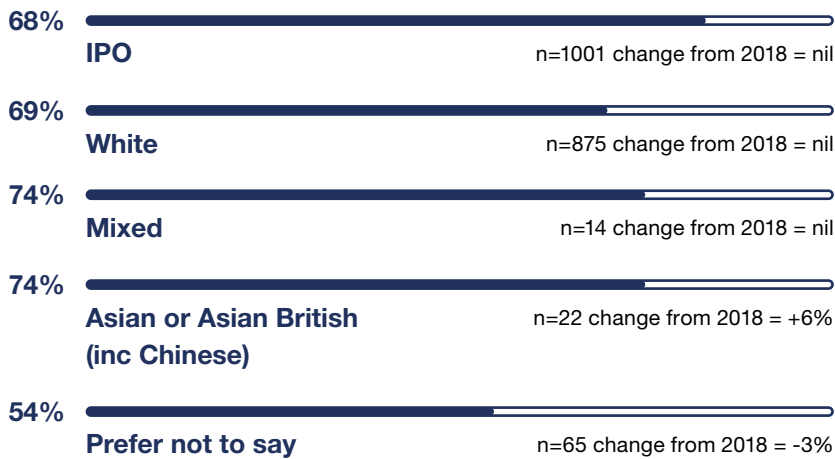 68%
IPO n=1001 change from 2018 = nil
69%
White n=875 change from 2018 = nil
74%
Mixed n=14 change from 2018 = nil
74%
Asian or Asian British n=22 change from 2018 = +6%
(inc Chinese)
54%
Prefer not to say n=65 change from 2018 = -3%